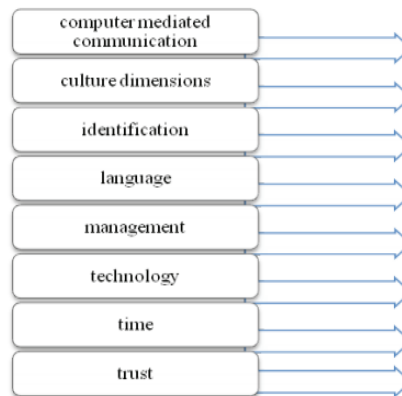 computer mediated
communication
culture dimensions
identification
language
management
technology
time
trust